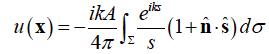 u(𝐱) = −ikA/4π ∫_Σ e^{iks}/s (1 + n̂ · ŝ) dσ